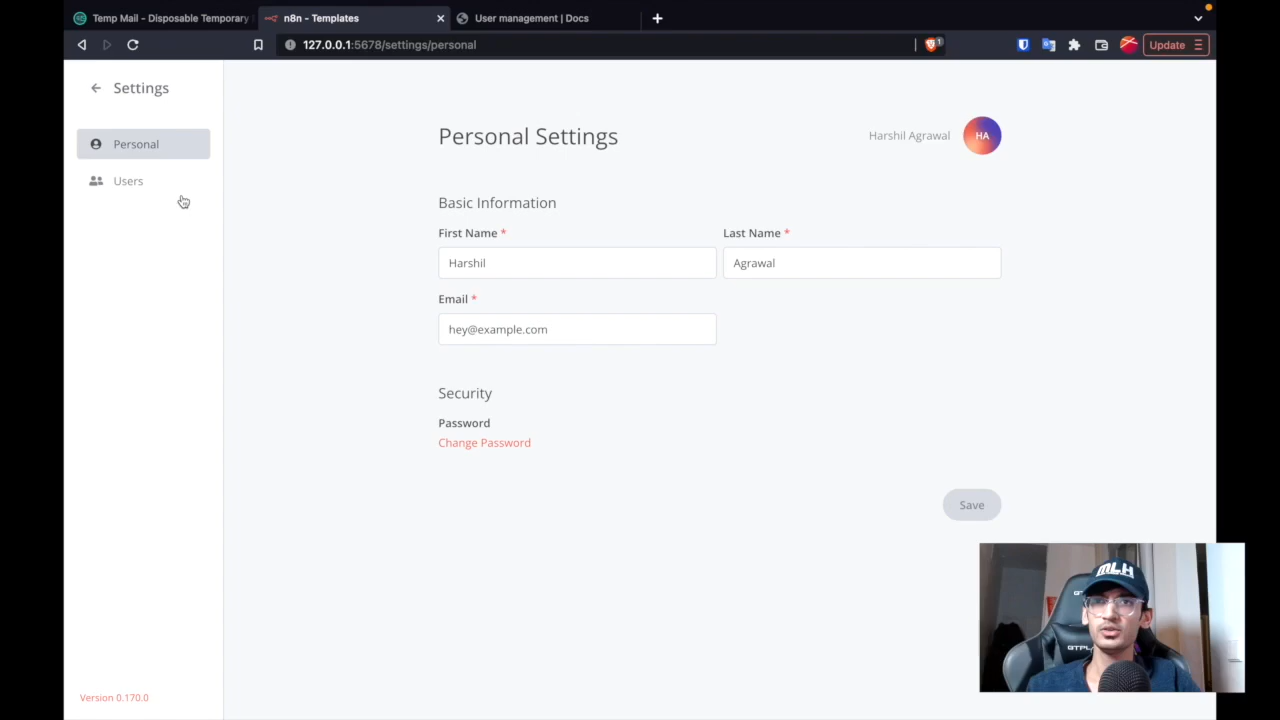 Temp Mail - Disposable Temporary
n8n - Templates
User management | Docs
127.0.0.1:5678/settings/personal
1
Update
Settings
Personal
Users
Personal Settings
Harshil Agrawal
HA
Basic Information
First Name *
Last Name *
Harshil
Agrawal
Email *
hey@example.com
Security
Password
Change Password
Save
MLH
Version 0.170.0